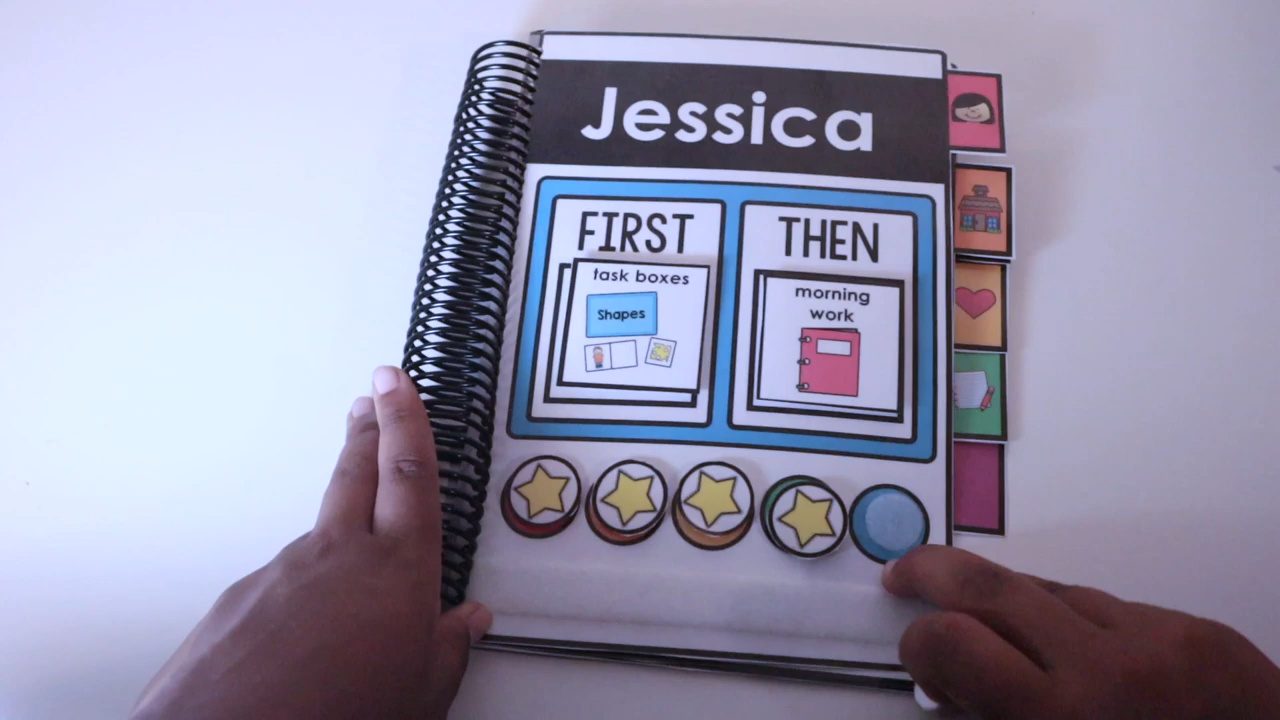 Jessica
FIRST
task boxes
Shapes
THEN
morning
work